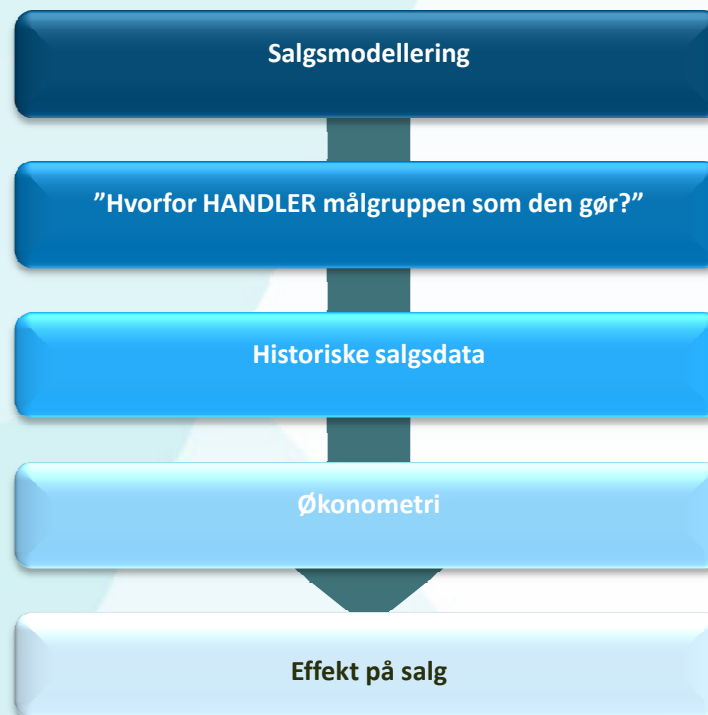 Salgsmodellering
”Hvorfor HANDLER målgruppen som den gør?”
Historiske salgsdata
Økonometri
Effekt på salg